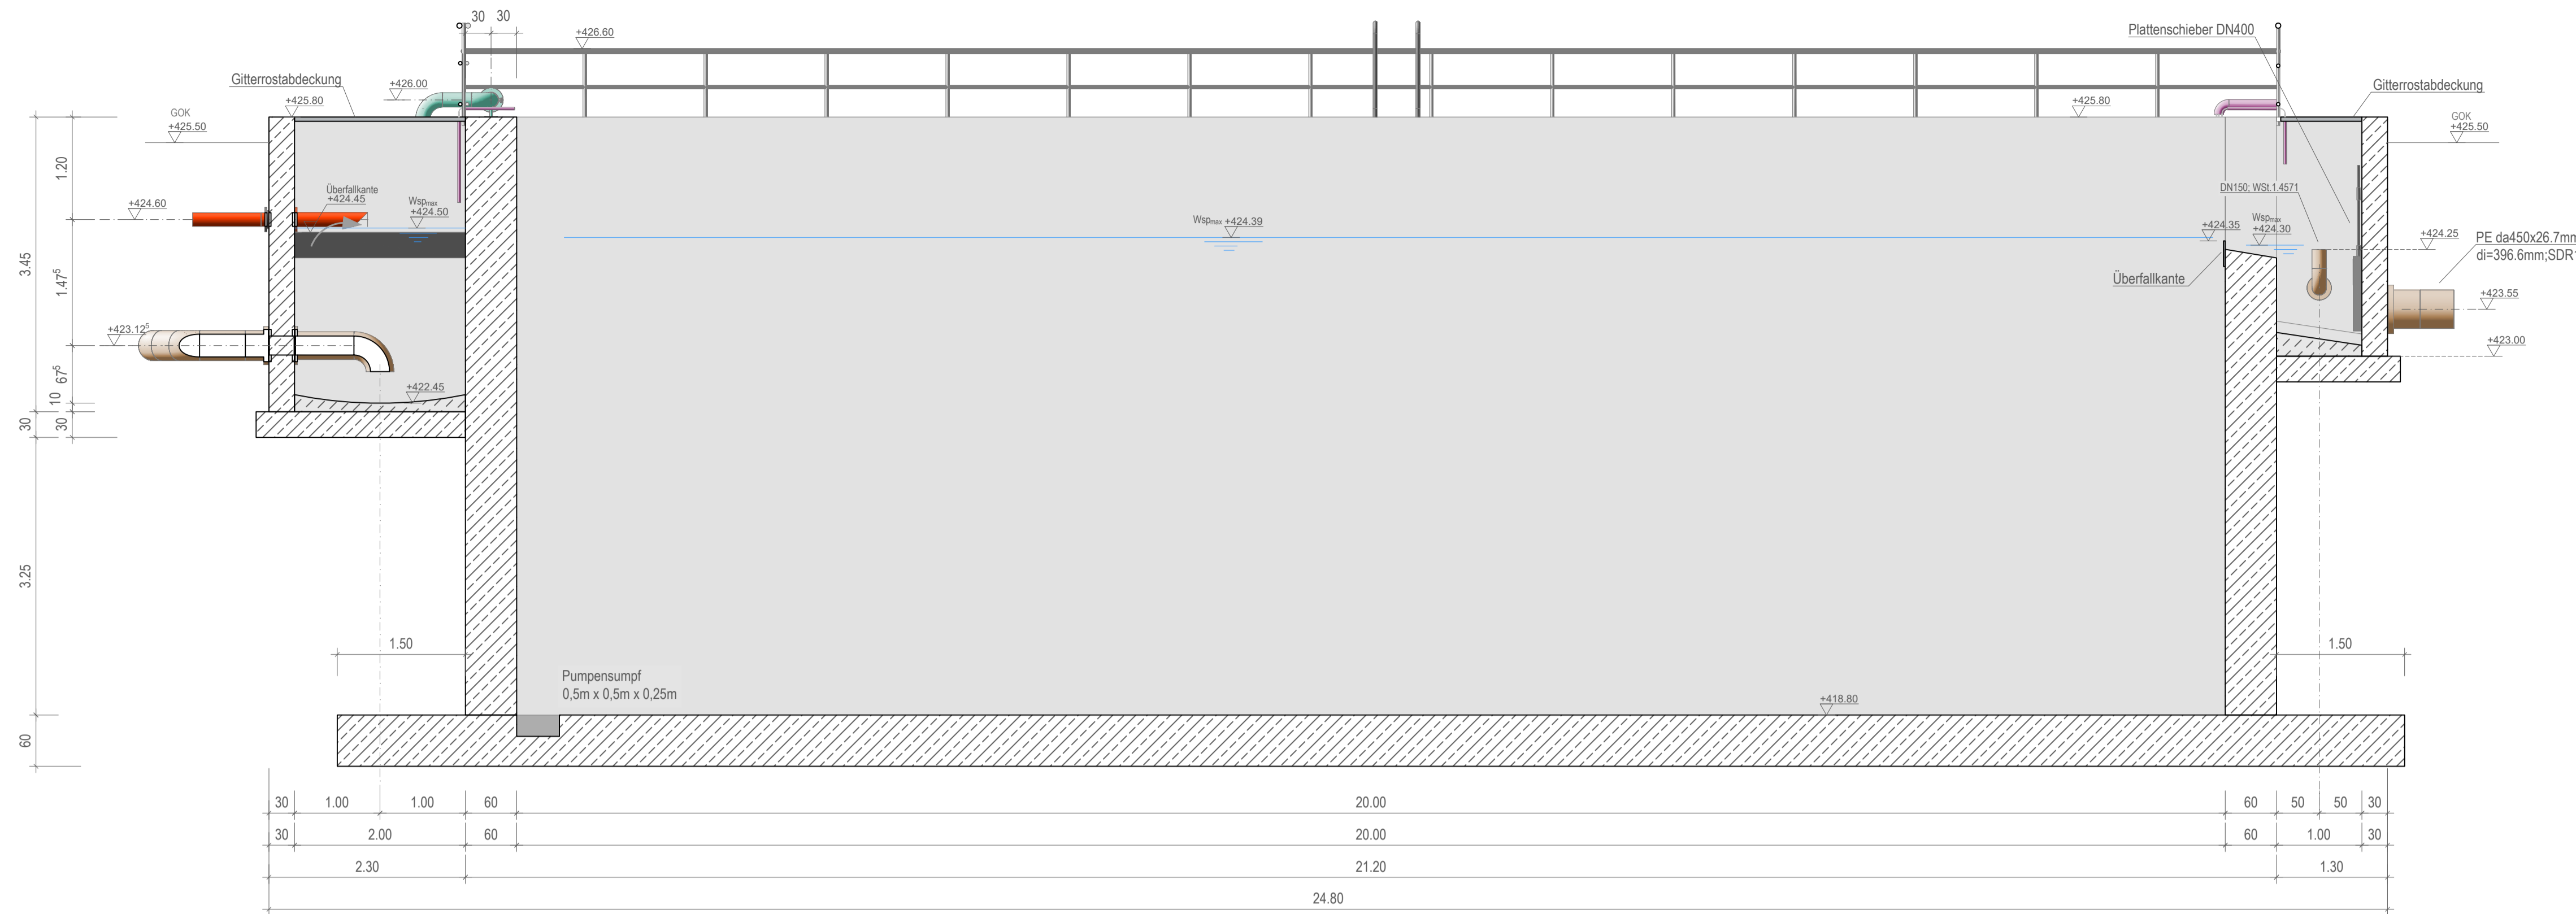 30 30
+426.60
Plattenschieber DN400
Gitterrostabdeckung
+426.00
Gitterrostabdeckung
+425.80
+425.80
GOK
+425.50
GOK
+425.50
1.20
Überfallkante
+424.45
Wsp_max
+424.50
+424.60
DN150; WSt.1.4571
Wsp_max +424.39
+424.35
Wsp_max
+424.30
+424.25
PE da450x26.7mm
di=396.6mm;SDR
3.45
1.47⁵
Überfallkante
+423.55
+423.12⁵
+423.00
67⁵
10
+422.45
30
30
3.25
1.50
1.50
Pumpensumpf
0,5m x 0,5m x 0,25m
+418.80
60
30 1.00 1.00 60 20.00 60 50 50 30
30 2.00 60 20.00 60 1.00 30
2.30 21.20 1.30
24.80